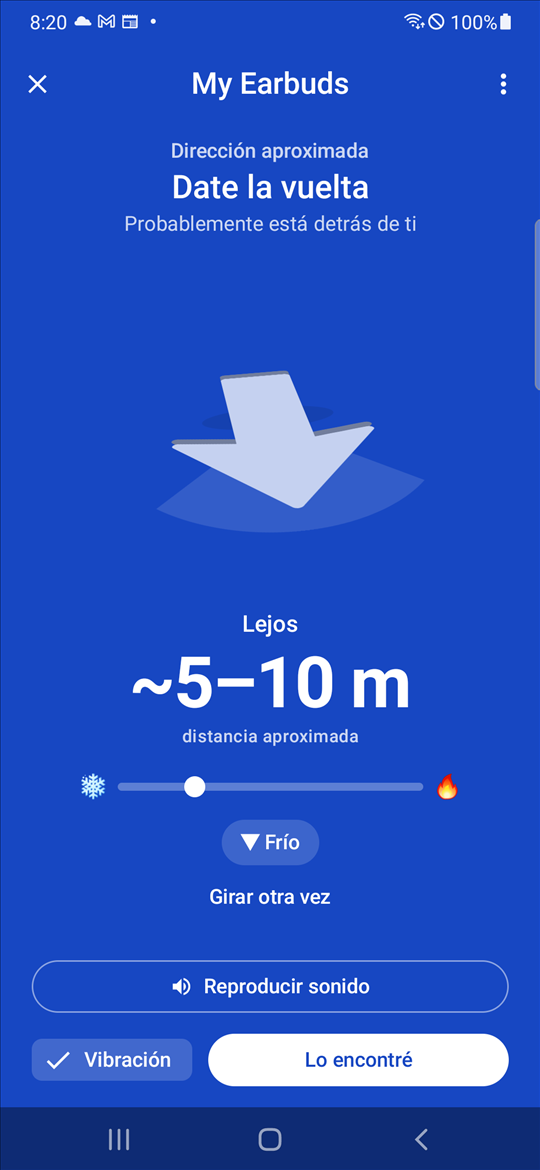 8:20 100%
My Earbuds
Dirección aproximada
Date la vuelta
Probablemente está detrás de ti
Lejos
~5–10 m
distancia aproximada
Frío
Girar otra vez
Reproducir sonido
Vibración
Lo encontré